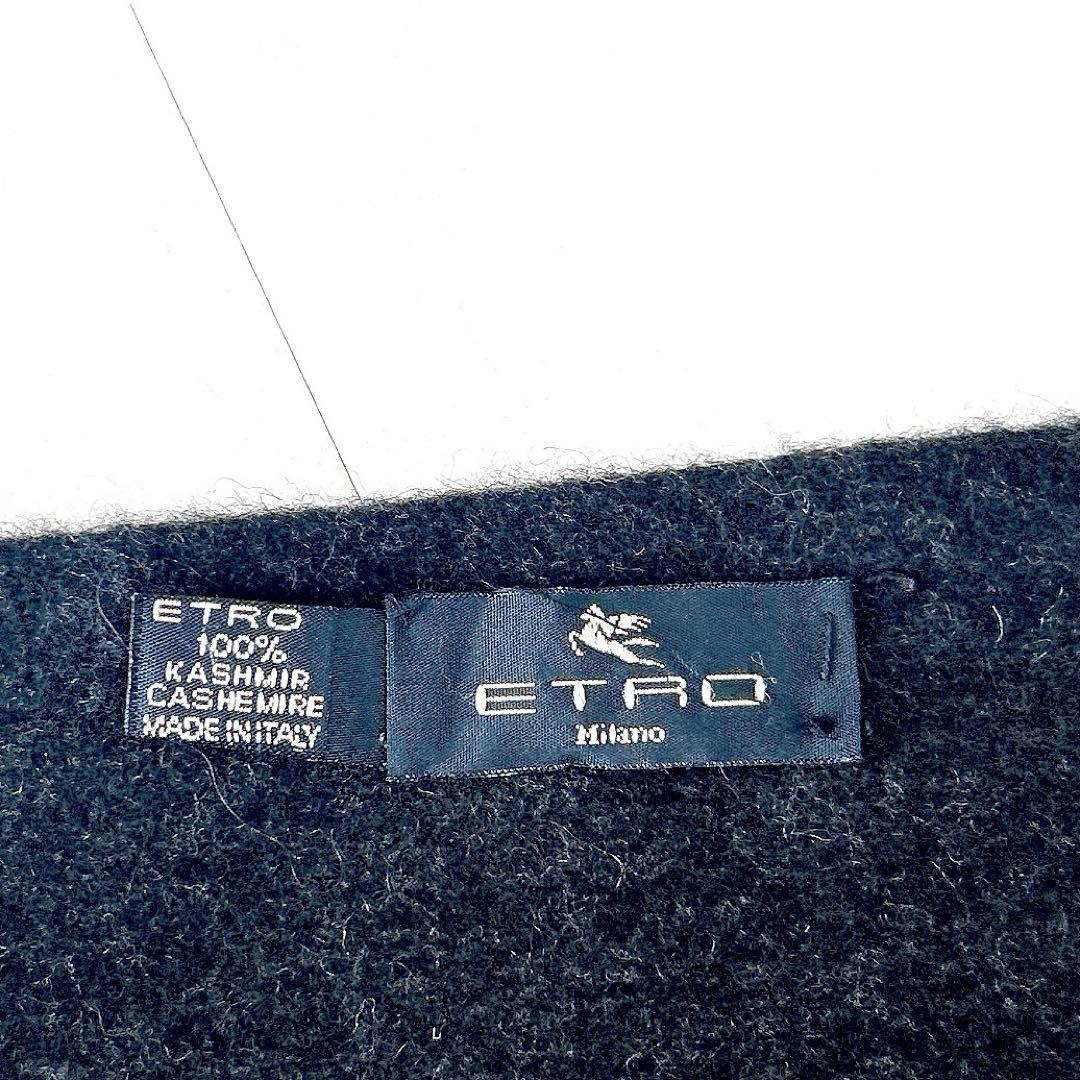 ETRO
100%
KASHMIR
CASHEMIRE
MADE IN ITALY
ETRO
Milano